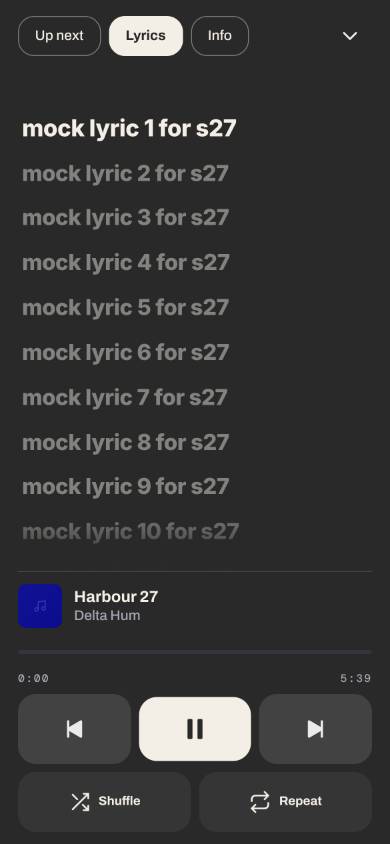 Up next
Lyrics
Info
mock lyric 1 for s27
mock lyric 2 for s27
mock lyric 3 for s27
mock lyric 4 for s27
mock lyric 5 for s27
mock lyric 6 for s27
mock lyric 7 for s27
mock lyric 8 for s27
mock lyric 9 for s27
mock lyric 10 for s27
Harbour 27
Delta Hum
0:00
5:39
Shuffle
Repeat